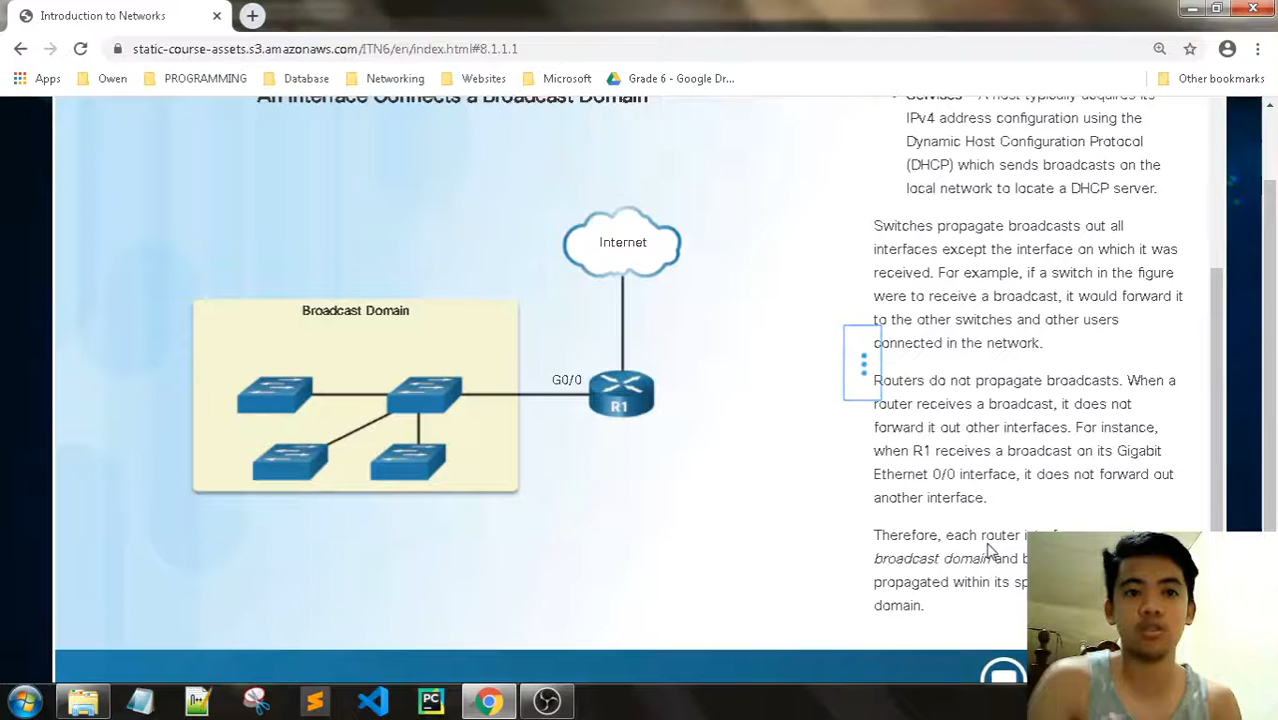 Introduction to Networks
static-course-assets.s3.amazonaws.com/ITN6/en/index.html#8.1.1.1
Apps
Owen
PROGRAMMING
Database
Networking
Websites
Microsoft
Grade 6 - Google Dr...
Other bookmarks
An Interface Connects a Broadcast Domain
Internet
Broadcast Domain
G0/0
R1
Services - A host typically acquires its
IPv4 address configuration using the
Dynamic Host Configuration Protocol
(DHCP) which sends broadcasts on the
local network to locate a DHCP server.
Switches propagate broadcasts out all
interfaces except the interface on which it was
received. For example, if a switch in the figure
were to receive a broadcast, it would forward it
to the other switches and other users
connected in the network.
Routers do not propagate broadcasts. When a
router receives a broadcast, it does not
forward it out other interfaces. For instance,
when R1 receives a broadcast on its Gigabit
Ethernet 0/0 interface, it does not forward out
another interface.
Therefore, each router
broadcast domain and
propagated within its
domain.
PC